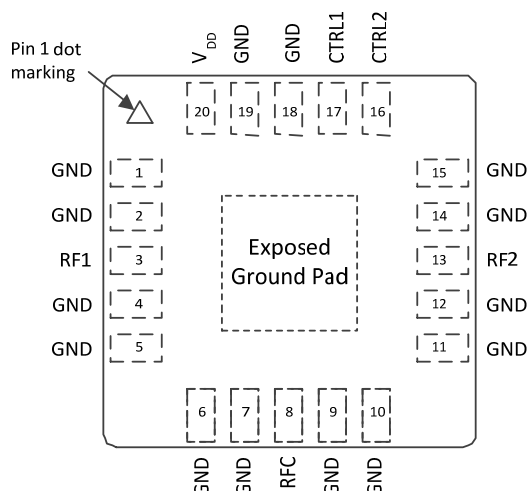 Pin 1 dot
marking
V DD
GND
GND
CTRL1
CTRL2
20
19
18
17
16
GND 1
GND 2
RF1 3
GND 4
GND 5
15 GND
14 GND
13 RF2
12 GND
11 GND
Exposed
Ground Pad
6
7
8
9
10
GND
GND
RFC
GND
GND